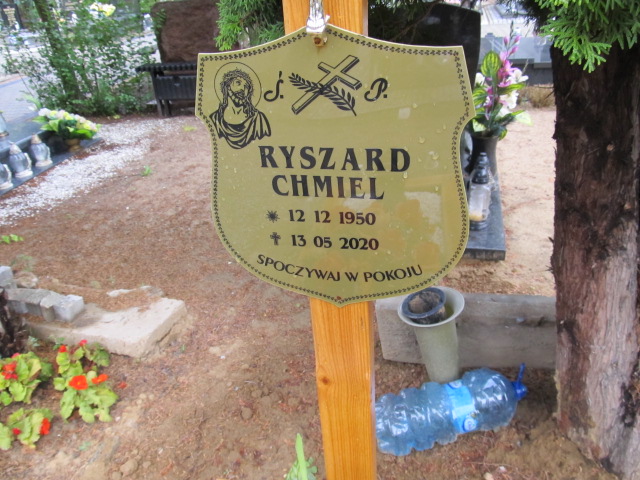 Ś. P.
RYSZARD
CHMIEL
* 12 12 1950
✝ 13 05 2020
SPOCZYWAJ W POKOJU